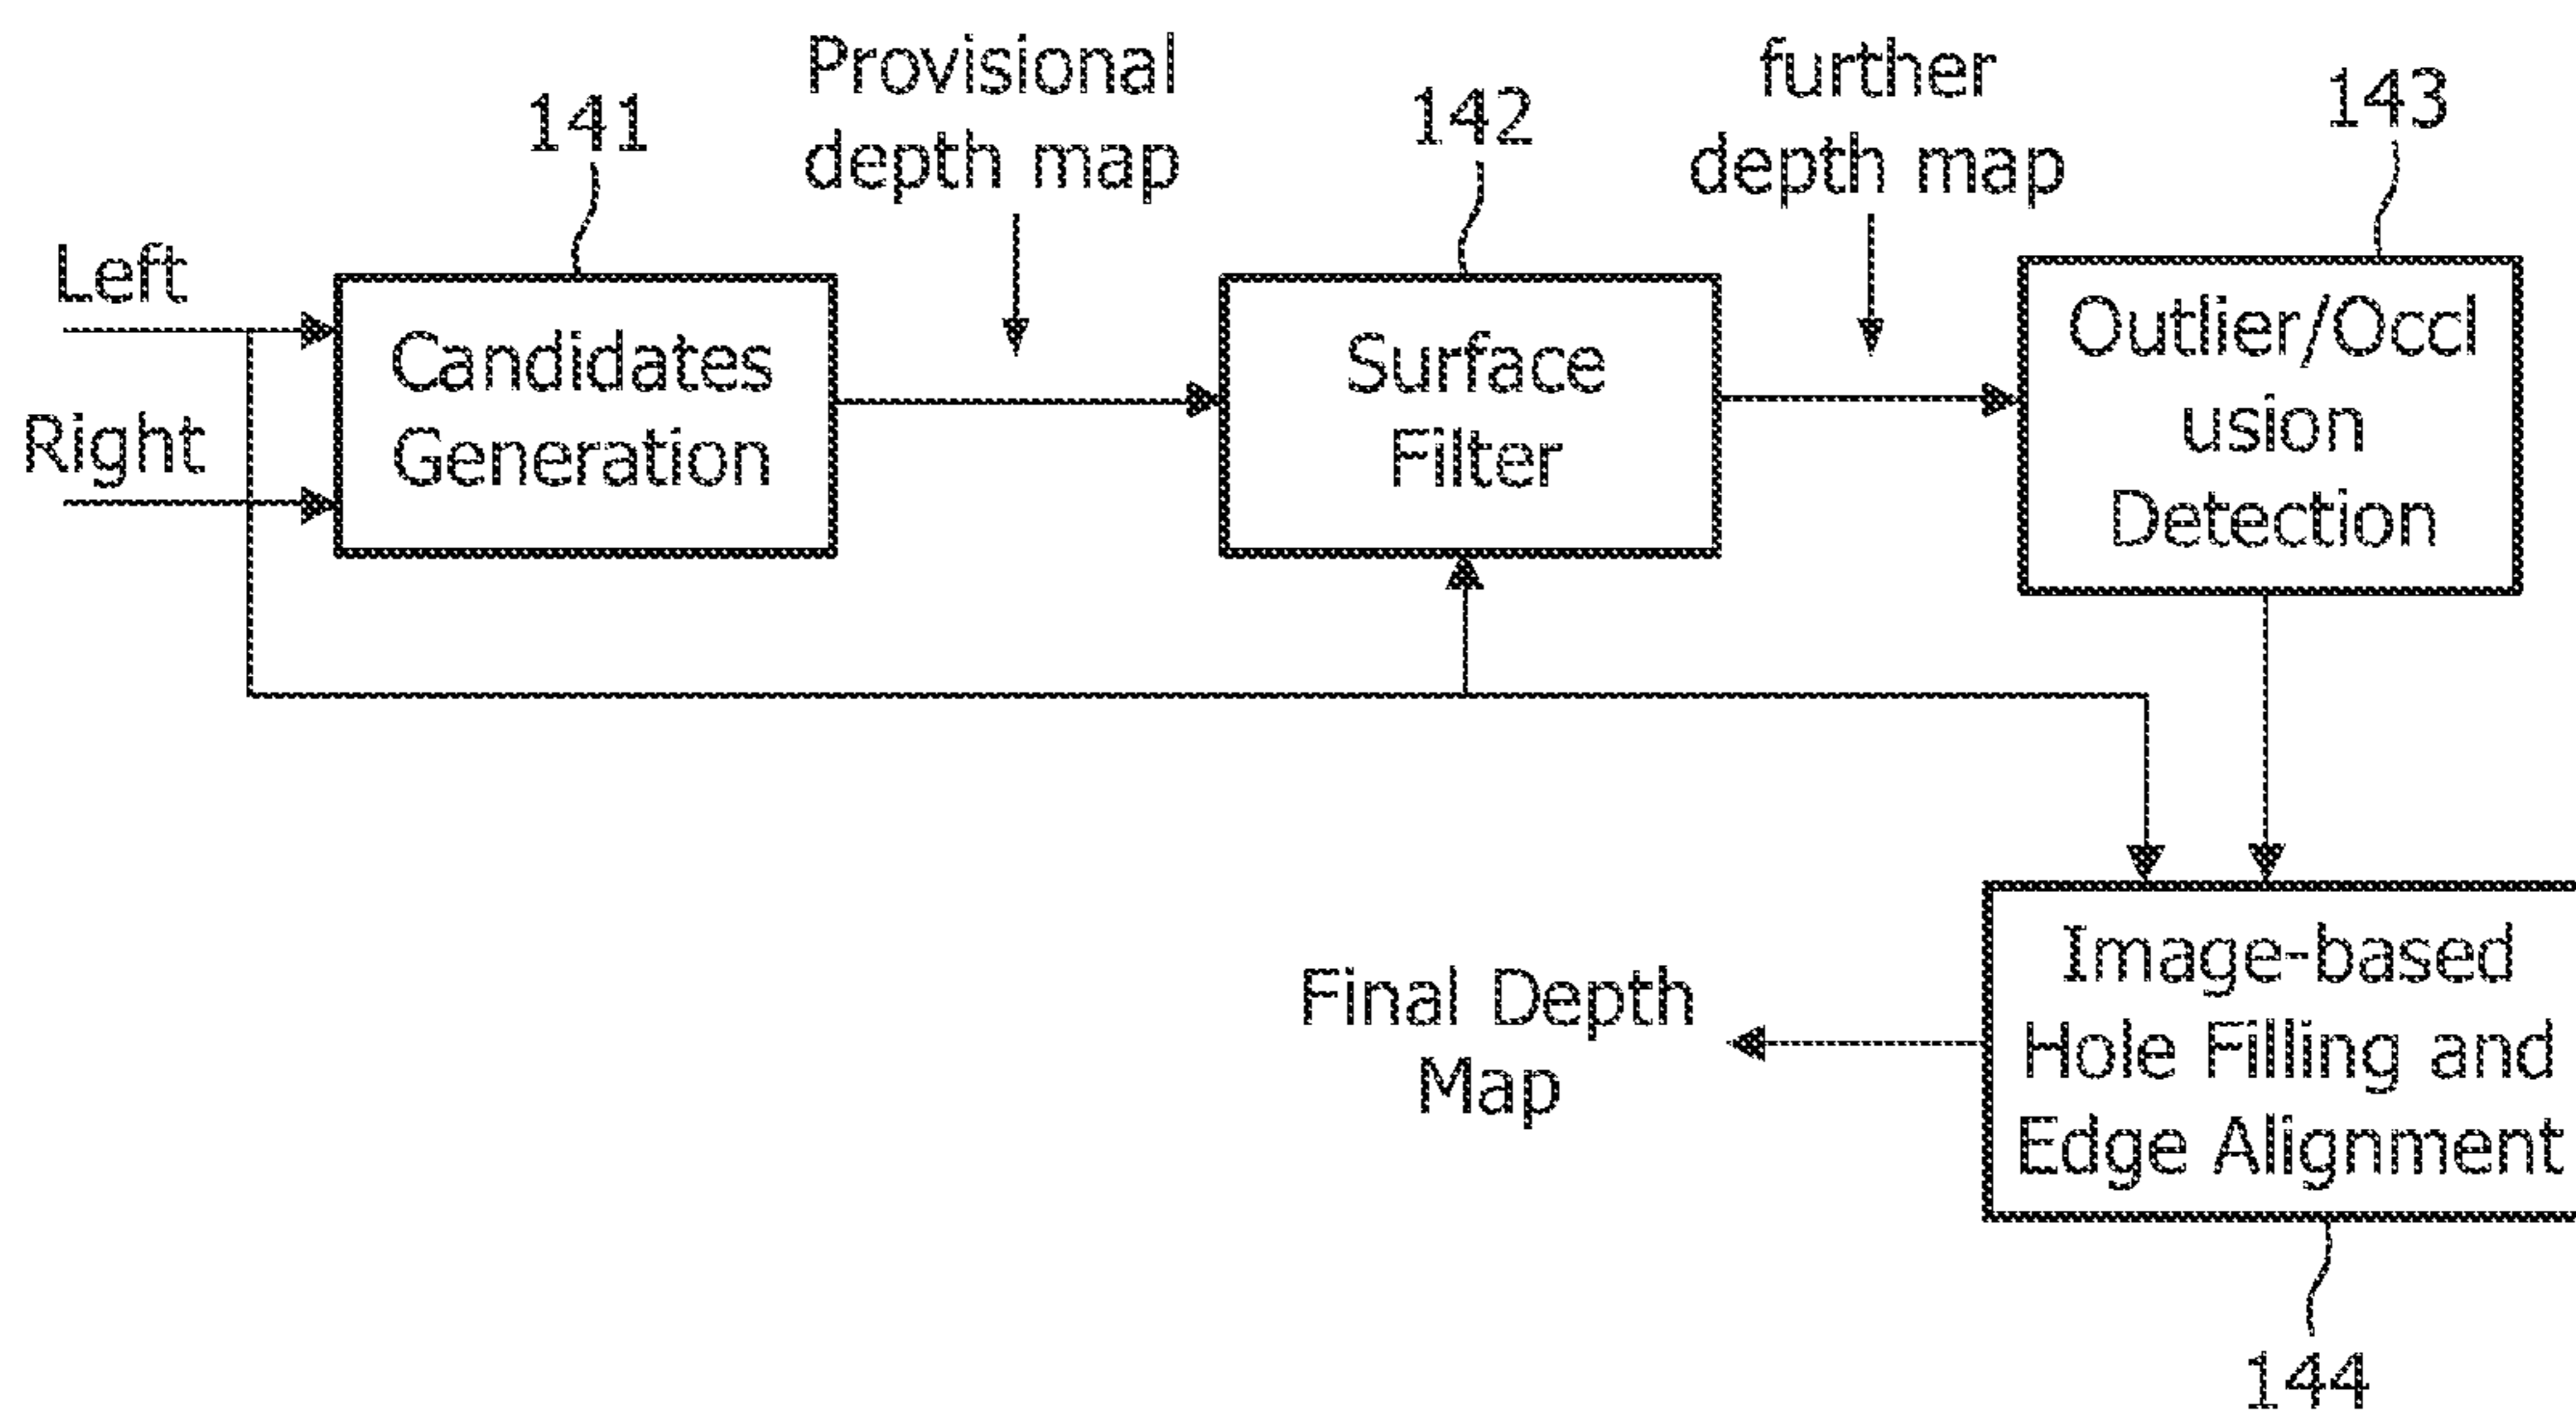 141
Provisional
depth map
142
further
depth map
143
Left
Right
Candidates
Generation
Surface
Filter
Outlier/Occl
usion
Detection
Image-based
Hole Filling and
Edge Alignment
Final Depth
Map
144